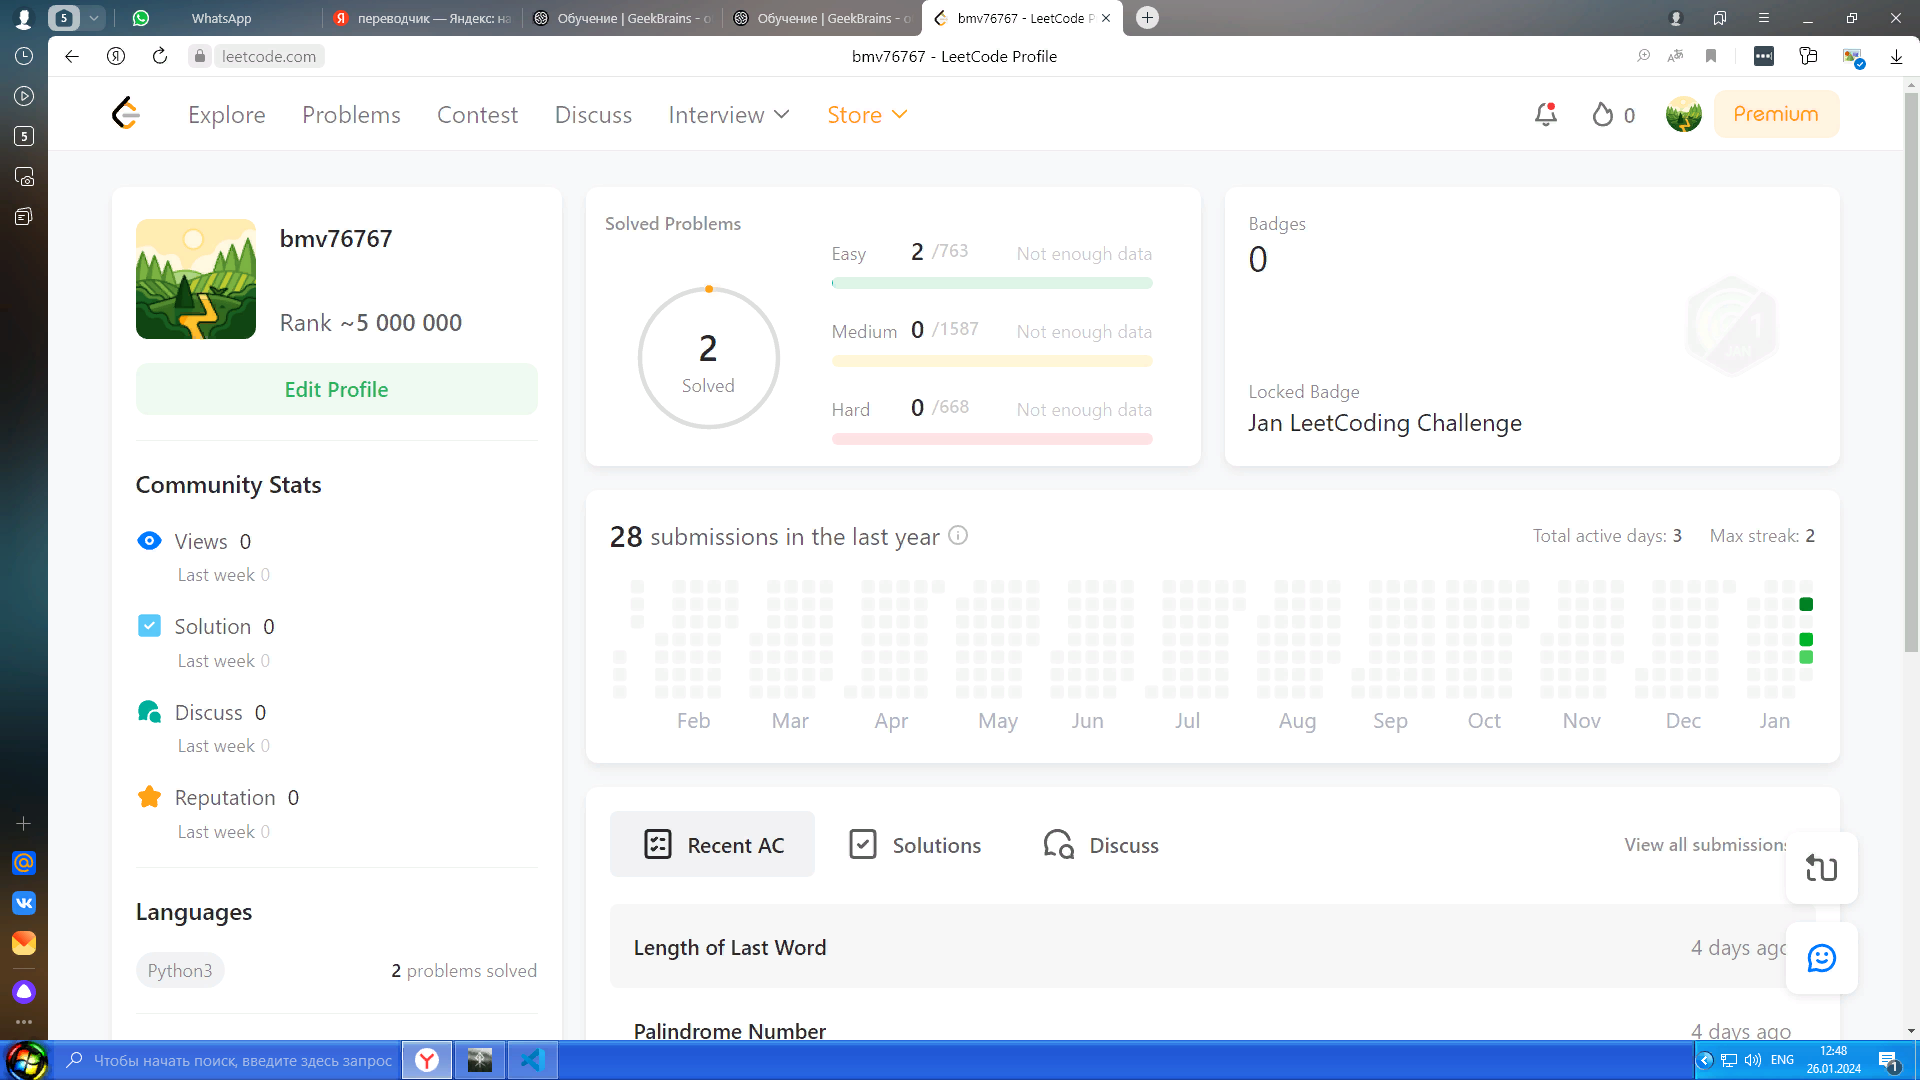 5
WhatsApp
переводчик — Яндекс: на
Обучение | GeekBrains - о
Обучение | GeekBrains - о
bmv76767 - LeetCode P
leetcode.com
bmv76767 - LeetCode Profile
5
Explore
Problems
Contest
Discuss
Interview
Store
0
Premium
bmv76767
Rank ~5 000 000
Edit Profile
Community Stats
Views 0
Last week 0
Solution 0
Last week 0
Discuss 0
Last week 0
Reputation 0
Last week 0
Languages
Python3
2 problems solved
Solved Problems
2
Solved
Easy 2 /763 Not enough data
Medium 0 /1587 Not enough data
Hard 0 /668 Not enough data
Badges
0
1
JAN
Locked Badge
Jan LeetCoding Challenge
28 submissions in the last year
Total active days: 3 Max streak: 2
Feb Mar Apr May Jun Jul Aug Sep Oct Nov Dec Jan
Recent AC
Solutions
Discuss
View all submissions
Length of Last Word
4 days ago
Palindrome Number
4 days ago
Чтобы начать поиск, введите здесь запрос
ENG
12:48
26.01.2024
1